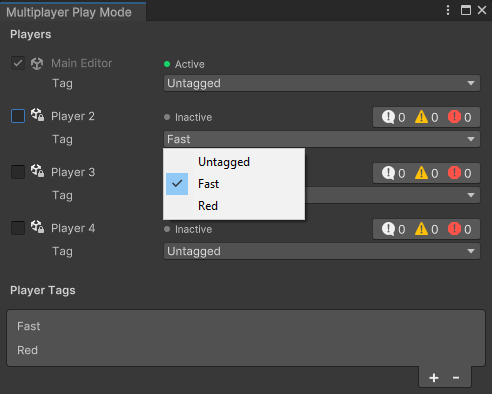 Multiplayer Play Mode
Players
Main Editor Active
Tag Untagged
Player 2 Inactive 0 0 0
Tag Fast
Untagged
Player 3 Fast 0 0 0
Tag Red
Player 4 Inactive 0 0 0
Tag Untagged
Player Tags
Fast
Red
+ -